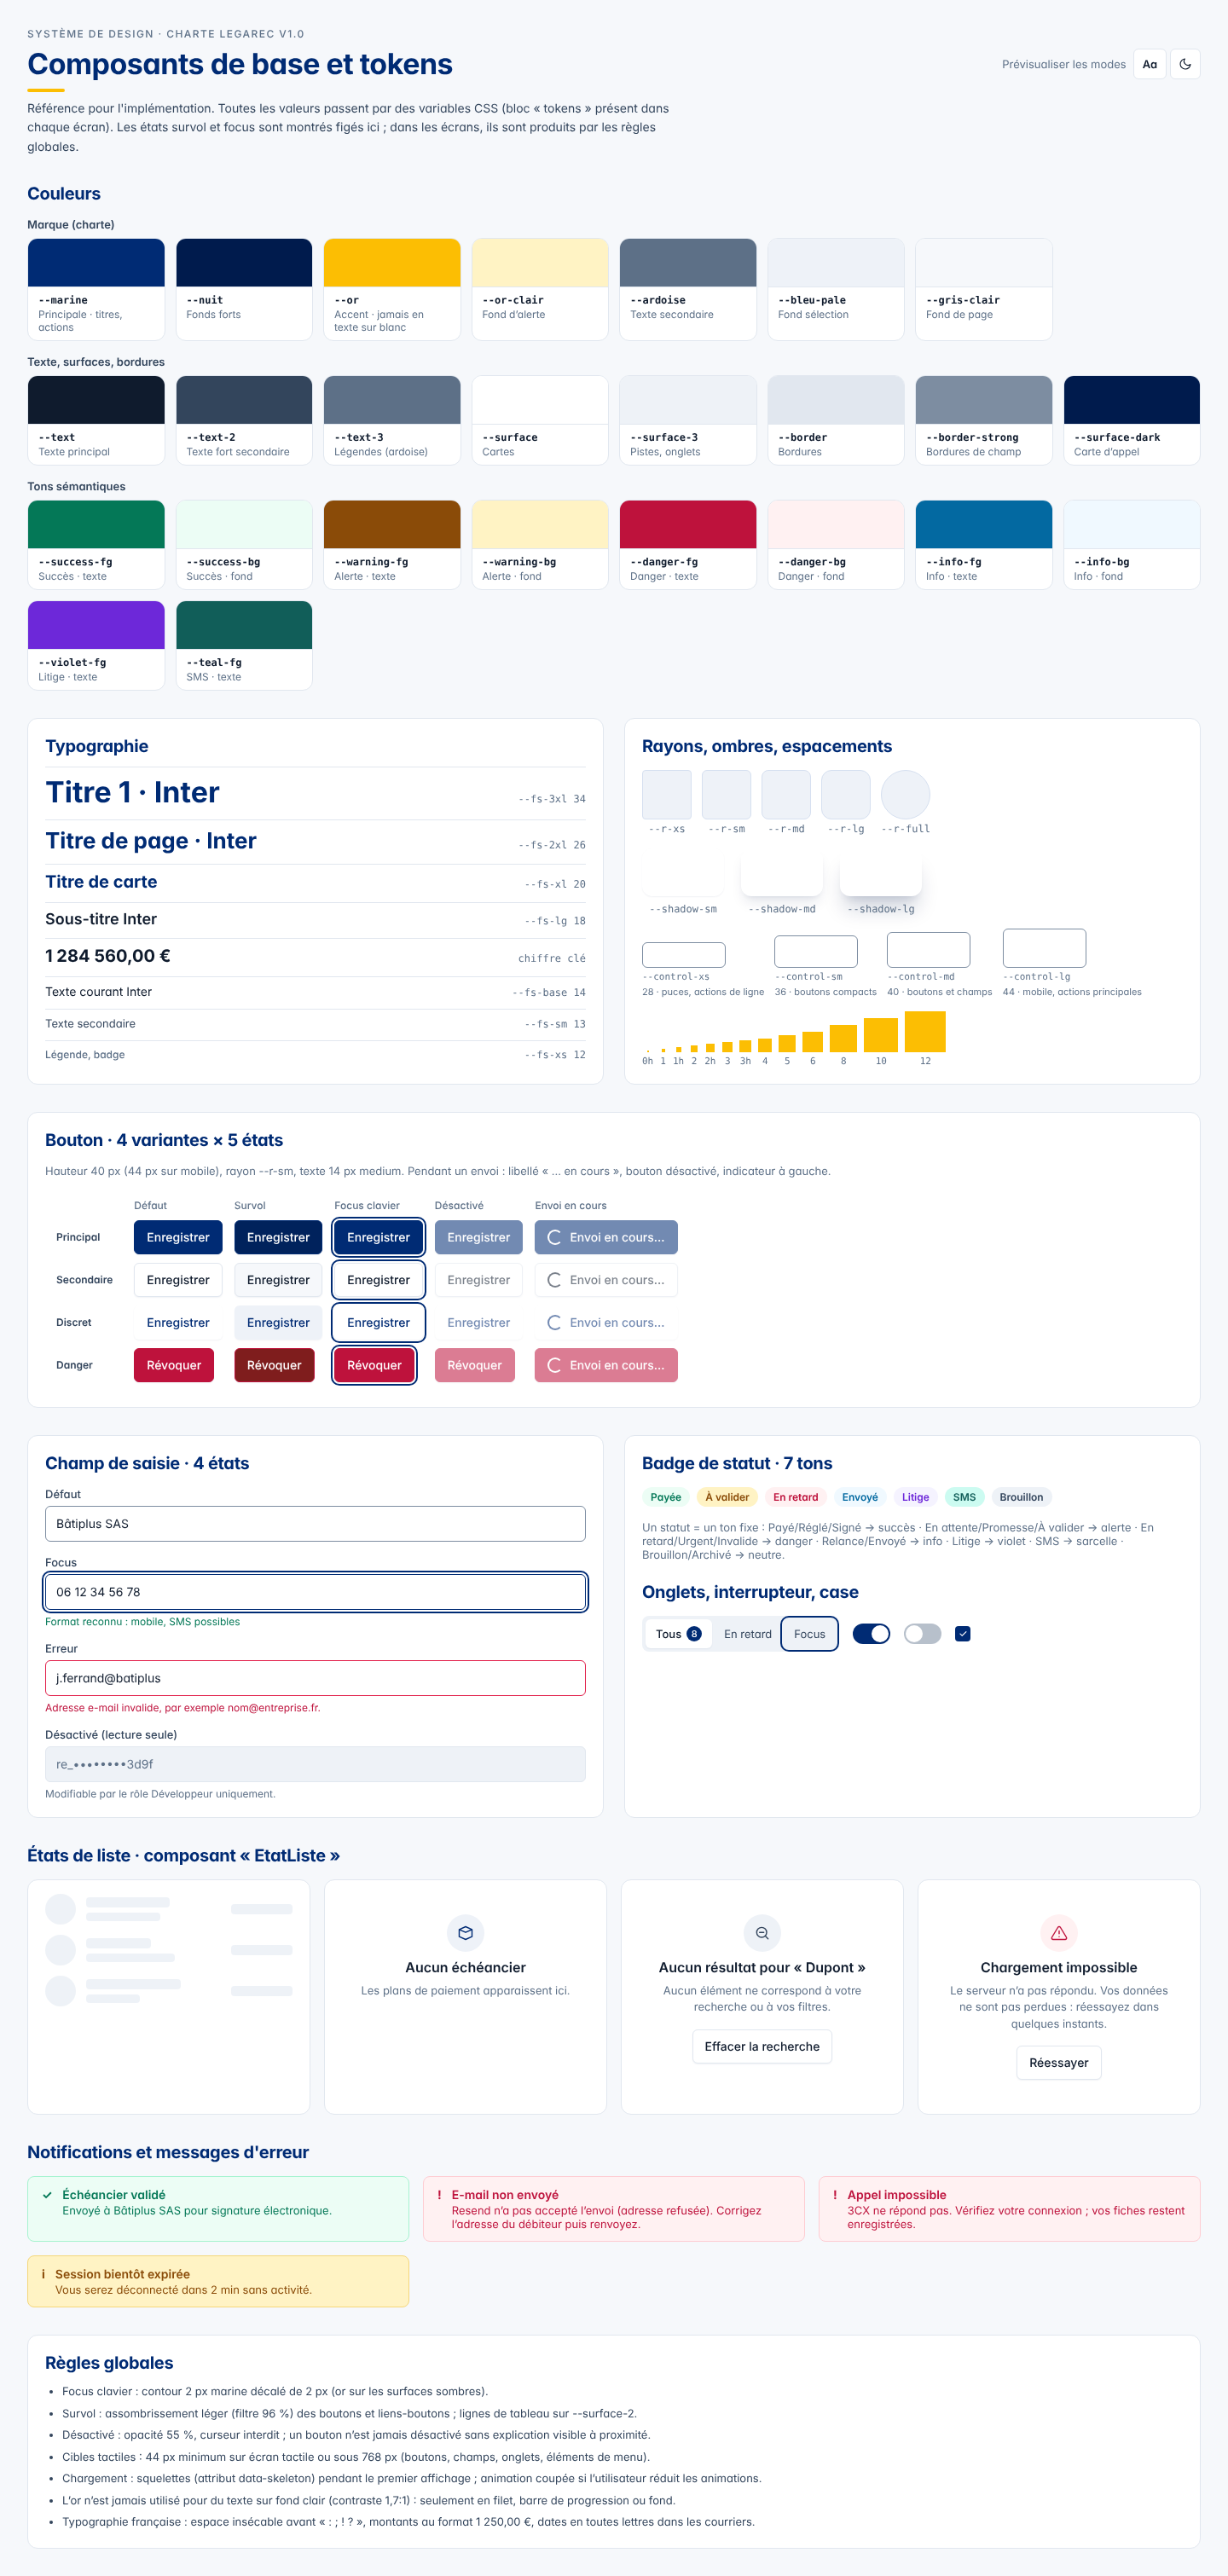 SYSTÈME DE DESIGN · CHARTE LEGAREC V1.0
Composants de base et tokens
Prévisualiser les modes
Aa
Référence pour l'implémentation. Toutes les valeurs passent par des variables CSS (bloc « tokens » présent dans
chaque écran). Les états survol et focus sont montrés figés ici ; dans les écrans, ils sont produits par les règles
globales.
Couleurs
Marque (charte)
--marine
Principale · titres,
actions
--nuit
Fonds forts
--or
Accent · jamais en
texte sur blanc
--or-clair
Fond d’alerte
--ardoise
Texte secondaire
--bleu-pale
Fond sélection
--gris-clair
Fond de page
Texte, surfaces, bordures
--text
Texte principal
--text-2
Texte fort secondaire
--text-3
Légendes (ardoise)
--surface
Cartes
--surface-3
Pistes, onglets
--border
Bordures
--border-strong
Bordures de champ
--surface-dark
Carte d’appel
Tons sémantiques
--success-fg
Succès · texte
--success-bg
Succès · fond
--warning-fg
Alerte · texte
--warning-bg
Alerte · fond
--danger-fg
Danger · texte
--danger-bg
Danger · fond
--info-fg
Info · texte
--info-bg
Info · fond
--violet-fg
Litige · texte
--teal-fg
SMS · texte
Typographie
Titre 1 · Inter --fs-3xl 34
Titre de page · Inter --fs-2xl 26
Titre de carte --fs-xl 20
Sous-titre Inter --fs-lg 18
1 284 560,00 € chiffre clé
Texte courant Inter --fs-base 14
Texte secondaire --fs-sm 13
Légende, badge --fs-xs 12
Rayons, ombres, espacements
--r-xs --r-sm --r-md --r-lg --r-full
--shadow-sm --shadow-md --shadow-lg
--control-xs --control-sm --control-md --control-lg
28 · puces, actions de ligne 36 · boutons compacts 40 · boutons et champs 44 · mobile, actions principales
0h 1 1h 2 2h 3 3h 4 5 6 8 10 12
Bouton · 4 variantes × 5 états
Hauteur 40 px (44 px sur mobile), rayon --r-sm, texte 14 px medium. Pendant un envoi : libellé « … en cours », bouton désactivé, indicateur à gauche.
Défaut Survol Focus clavier Désactivé Envoi en cours
Principal Enregistrer Enregistrer Enregistrer Enregistrer Envoi en cours…
Secondaire Enregistrer Enregistrer Enregistrer Enregistrer Envoi en cours…
Discret Enregistrer Enregistrer Enregistrer Enregistrer Envoi en cours…
Danger Révoquer Révoquer Révoquer Révoquer Envoi en cours…
Champ de saisie · 4 états
Défaut
Bâtiplus SAS
Focus
06 12 34 56 78
Format reconnu : mobile, SMS possibles
Erreur
j.ferrand@batiplus
Adresse e-mail invalide, par exemple nom@entreprise.fr.
Désactivé (lecture seule)
re_••••••••3d9f
Modifiable par le rôle Développeur uniquement.
Badge de statut · 7 tons
Payée À valider En retard Envoyé Litige SMS Brouillon
Un statut = un ton fixe : Payé/Réglé/Signé → succès · En attente/Promesse/À valider → alerte · En
retard/Urgent/Invalide → danger · Relance/Envoyé → info · Litige → violet · SMS → sarcelle ·
Brouillon/Archivé → neutre.
Onglets, interrupteur, case
Tous 8 En retard Focus
États de liste · composant « EtatListe »
Aucun échéancier
Les plans de paiement apparaissent ici.
Aucun résultat pour « Dupont »
Aucun élément ne correspond à votre
recherche ou à vos filtres.
Effacer la recherche
Chargement impossible
Le serveur n’a pas répondu. Vos données
ne sont pas perdues : réessayez dans
quelques instants.
Réessayer
Notifications et messages d'erreur
✓ Échéancier validé
Envoyé à Bâtiplus SAS pour signature électronique.
! E-mail non envoyé
Resend n’a pas accepté l’envoi (adresse refusée). Corrigez
l’adresse du débiteur puis renvoyez.
! Appel impossible
3CX ne répond pas. Vérifiez votre connexion ; vos fiches restent
enregistrées.
i Session bientôt expirée
Vous serez déconnecté dans 2 min sans activité.
Règles globales
• Focus clavier : contour 2 px marine décalé de 2 px (or sur les surfaces sombres).
• Survol : assombrissement léger (filtre 96 %) des boutons et liens-boutons ; lignes de tableau sur --surface-2.
• Désactivé : opacité 55 %, curseur interdit ; un bouton n’est jamais désactivé sans explication visible à proximité.
• Cibles tactiles : 44 px minimum sur écran tactile ou sous 768 px (boutons, champs, onglets, éléments de menu).
• Chargement : squelettes (attribut data-skeleton) pendant le premier affichage ; animation coupée si l’utilisateur réduit les animations.
• L’or n’est jamais utilisé pour du texte sur fond clair (contraste 1,7:1) : seulement en filet, barre de progression ou fond.
• Typographie française : espace insécable avant « : ; ! ? », montants au format 1 250,00 €, dates en toutes lettres dans les courriers.